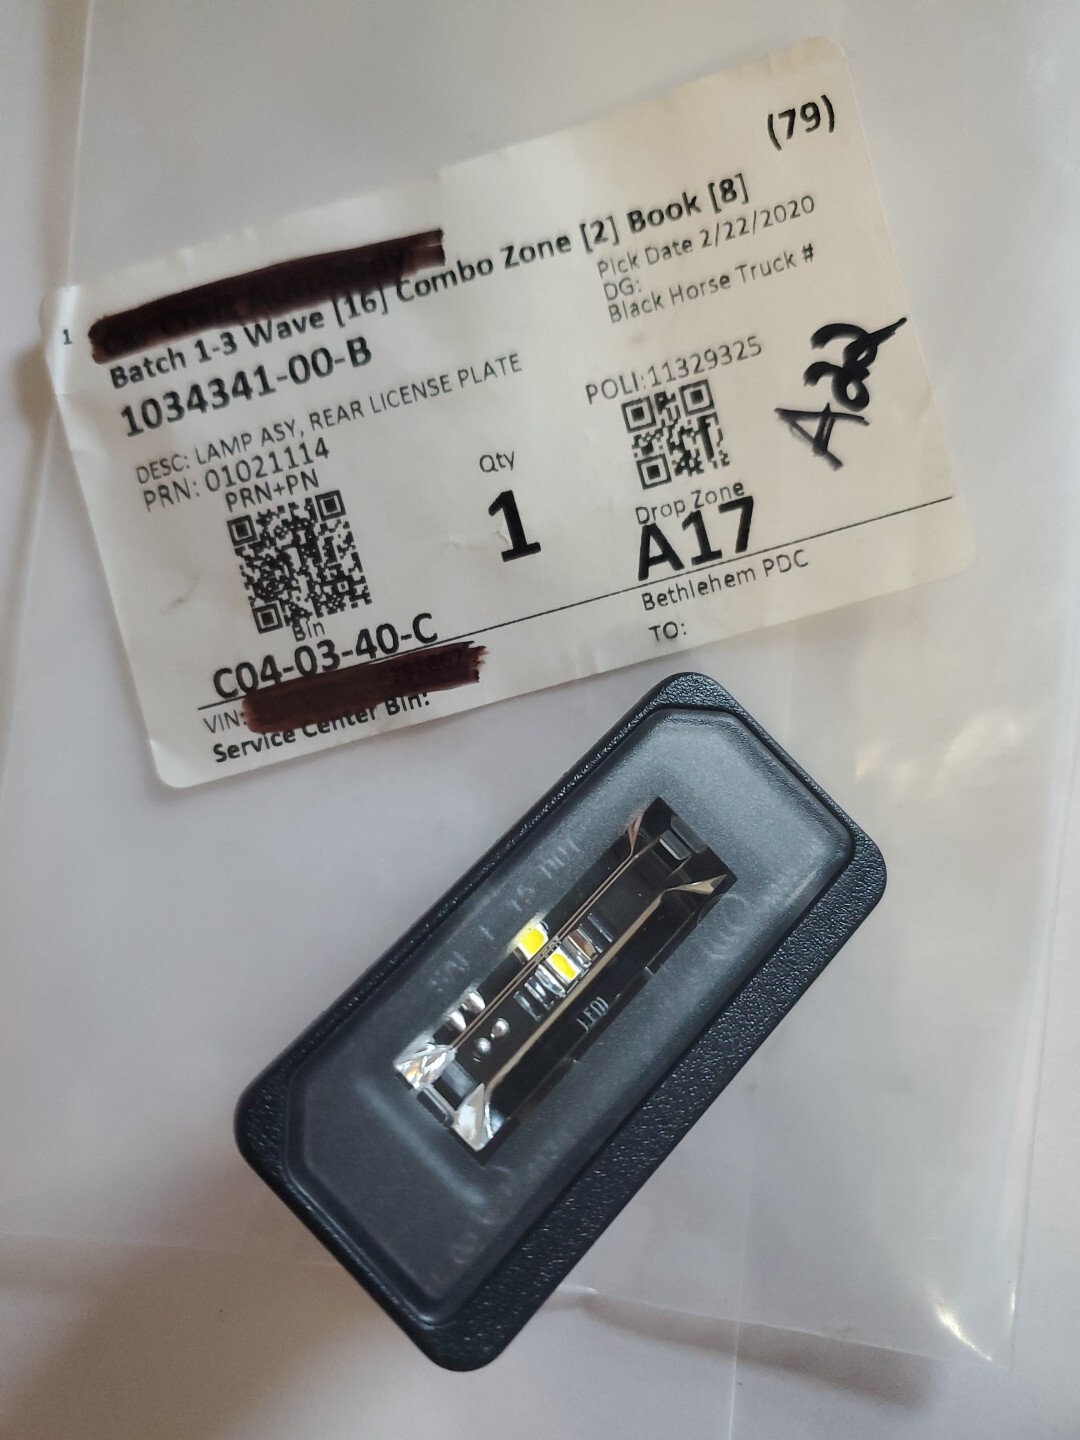 (79)
1
Batch 1-3 Wave [16] Combo Zone [2] Book [8]
1034341-00-B
Pick Date 2/22/2020
DG:
Black Horse Truck #
DESC: LAMP ASY, REAR LICENSE PLATE
PRN: 01021114
PRN+PN
Qty
1
POLI:11329325
Drop Zone
A17
Bin
C04-03-40-C
Bethlehem PDC
TO:
VIN:
Service Center Bin:
LED1